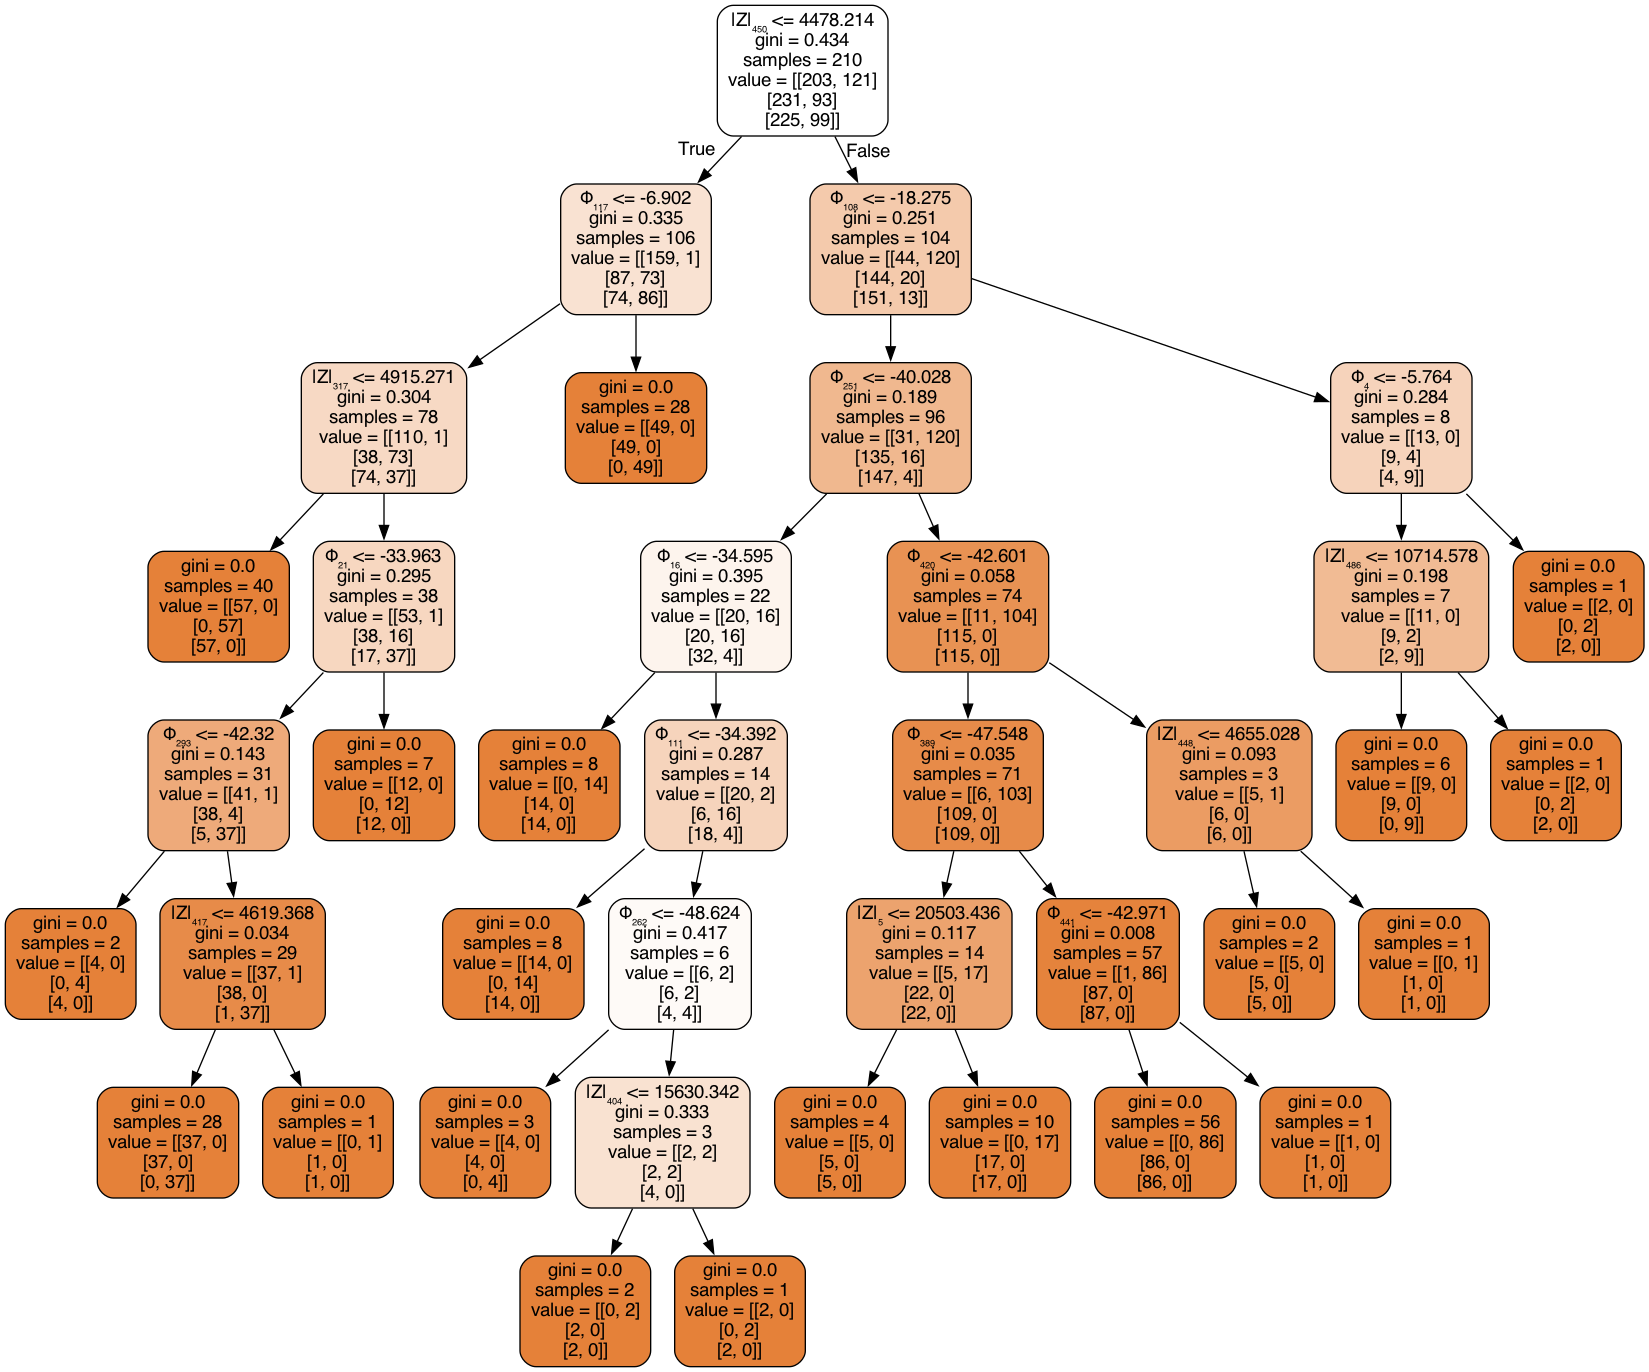 |Z|₄₅₀ <= 4478.214
gini = 0.434
samples = 210
value = [[203, 121]
[231, 93]
[225, 99]]
True
False
Φ₁₁₇ <= -6.902
gini = 0.335
samples = 106
value = [[159, 1]
[87, 73]
[74, 86]]
Φ₁₀₈ <= -18.275
gini = 0.251
samples = 104
value = [[44, 120]
[144, 20]
[151, 13]]
|Z|₃₁₇ <= 4915.271
gini = 0.304
samples = 78
value = [[110, 1]
[38, 73]
[74, 37]]
gini = 0.0
samples = 28
value = [[49, 0]
[49, 0]
[0, 49]]
Φ₂₅₁ <= -40.028
gini = 0.189
samples = 96
value = [[31, 120]
[135, 16]
[147, 4]]
Φ₄ <= -5.764
gini = 0.284
samples = 8
value = [[13, 0]
[9, 4]
[4, 9]]
gini = 0.0
samples = 40
value = [[57, 0]
[0, 57]
[57, 0]]
Φ₂₁ <= -33.963
gini = 0.295
samples = 38
value = [[53, 1]
[38, 16]
[17, 37]]
Φ₁₆ <= -34.595
gini = 0.395
samples = 22
value = [[20, 16]
[20, 16]
[32, 4]]
Φ₄₂₀ <= -42.601
gini = 0.058
samples = 74
value = [[11, 104]
[115, 0]
[115, 0]]
|Z|₄₈₆ <= 10714.578
gini = 0.198
samples = 7
value = [[11, 0]
[9, 2]
[2, 9]]
gini = 0.0
samples = 1
value = [[2, 0]
[0, 2]
[2, 0]]
Φ₂₉₃ <= -42.32
gini = 0.143
samples = 31
value = [[41, 1]
[38, 4]
[5, 37]]
gini = 0.0
samples = 7
value = [[12, 0]
[0, 12]
[12, 0]]
gini = 0.0
samples = 8
value = [[0, 14]
[14, 0]
[14, 0]]
Φ₁₁₁ <= -34.392
gini = 0.287
samples = 14
value = [[20, 2]
[6, 16]
[18, 4]]
Φ₃₈₉ <= -47.548
gini = 0.035
samples = 71
value = [[6, 103]
[109, 0]
[109, 0]]
|Z|₄₄₈ <= 4655.028
gini = 0.093
samples = 3
value = [[5, 1]
[6, 0]
[6, 0]]
gini = 0.0
samples = 6
value = [[9, 0]
[9, 0]
[0, 9]]
gini = 0.0
samples = 1
value = [[2, 0]
[0, 2]
[2, 0]]
gini = 0.0
samples = 2
value = [[4, 0]
[0, 4]
[4, 0]]
|Z|₄₁₇ <= 4619.368
gini = 0.034
samples = 29
value = [[37, 1]
[38, 0]
[1, 37]]
gini = 0.0
samples = 8
value = [[14, 0]
[0, 14]
[14, 0]]
Φ₂₆₂ <= -48.624
gini = 0.417
samples = 6
value = [[6, 2]
[6, 2]
[4, 4]]
|Z|₅ <= 20503.436
gini = 0.117
samples = 14
value = [[5, 17]
[22, 0]
[22, 0]]
Φ₄₄₁ <= -42.971
gini = 0.008
samples = 57
value = [[1, 86]
[87, 0]
[87, 0]]
gini = 0.0
samples = 2
value = [[5, 0]
[5, 0]
[5, 0]]
gini = 0.0
samples = 1
value = [[0, 1]
[1, 0]
[1, 0]]
gini = 0.0
samples = 28
value = [[37, 0]
[37, 0]
[0, 37]]
gini = 0.0
samples = 1
value = [[0, 1]
[1, 0]
[1, 0]]
gini = 0.0
samples = 3
value = [[4, 0]
[4, 0]
[0, 4]]
|Z|₄₀₄ <= 15630.342
gini = 0.333
samples = 3
value = [[2, 2]
[2, 2]
[4, 0]]
gini = 0.0
samples = 4
value = [[5, 0]
[5, 0]
[5, 0]]
gini = 0.0
samples = 10
value = [[0, 17]
[17, 0]
[17, 0]]
gini = 0.0
samples = 56
value = [[0, 86]
[86, 0]
[86, 0]]
gini = 0.0
samples = 1
value = [[1, 0]
[1, 0]
[1, 0]]
gini = 0.0
samples = 2
value = [[0, 2]
[2, 0]
[2, 0]]
gini = 0.0
samples = 1
value = [[2, 0]
[0, 2]
[2, 0]]